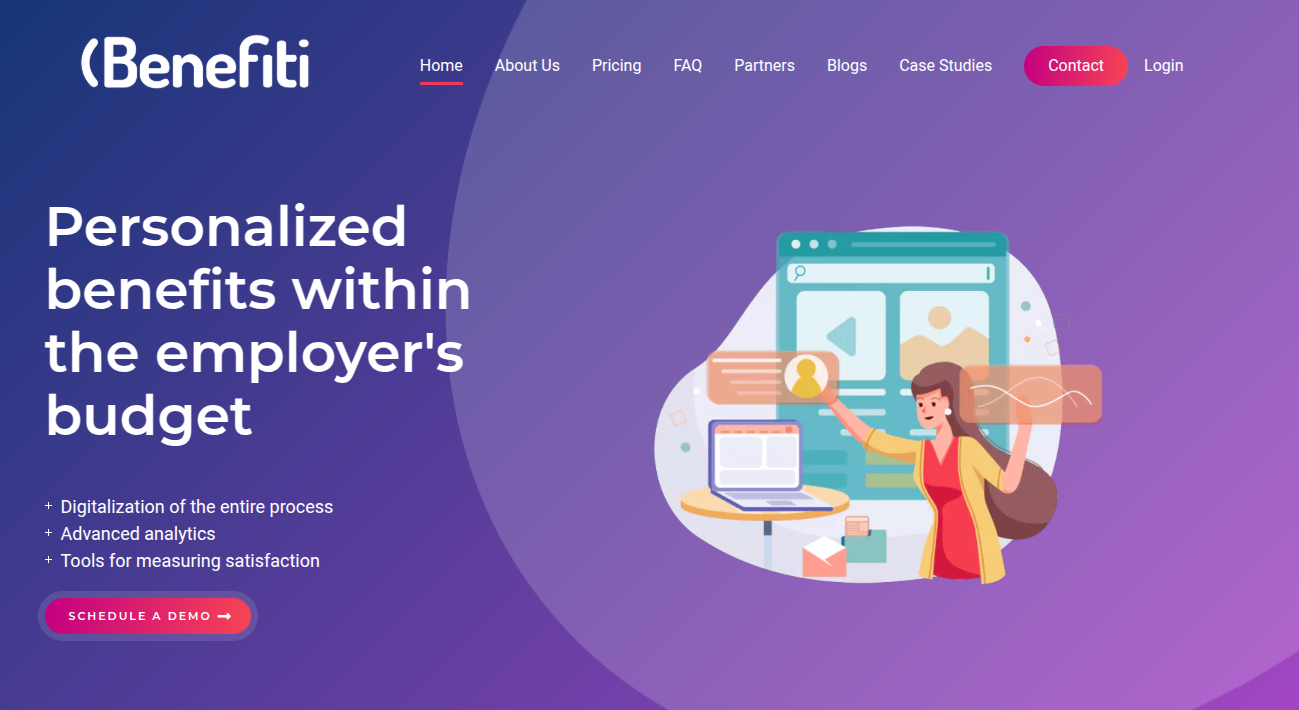 (Benefiti
Home About Us Pricing FAQ Partners Blogs Case Studies Contact Login
Personalized
benefits within
the employer's
budget
+ Digitalization of the entire process
+ Advanced analytics
+ Tools for measuring satisfaction
SCHEDULE A DEMO →